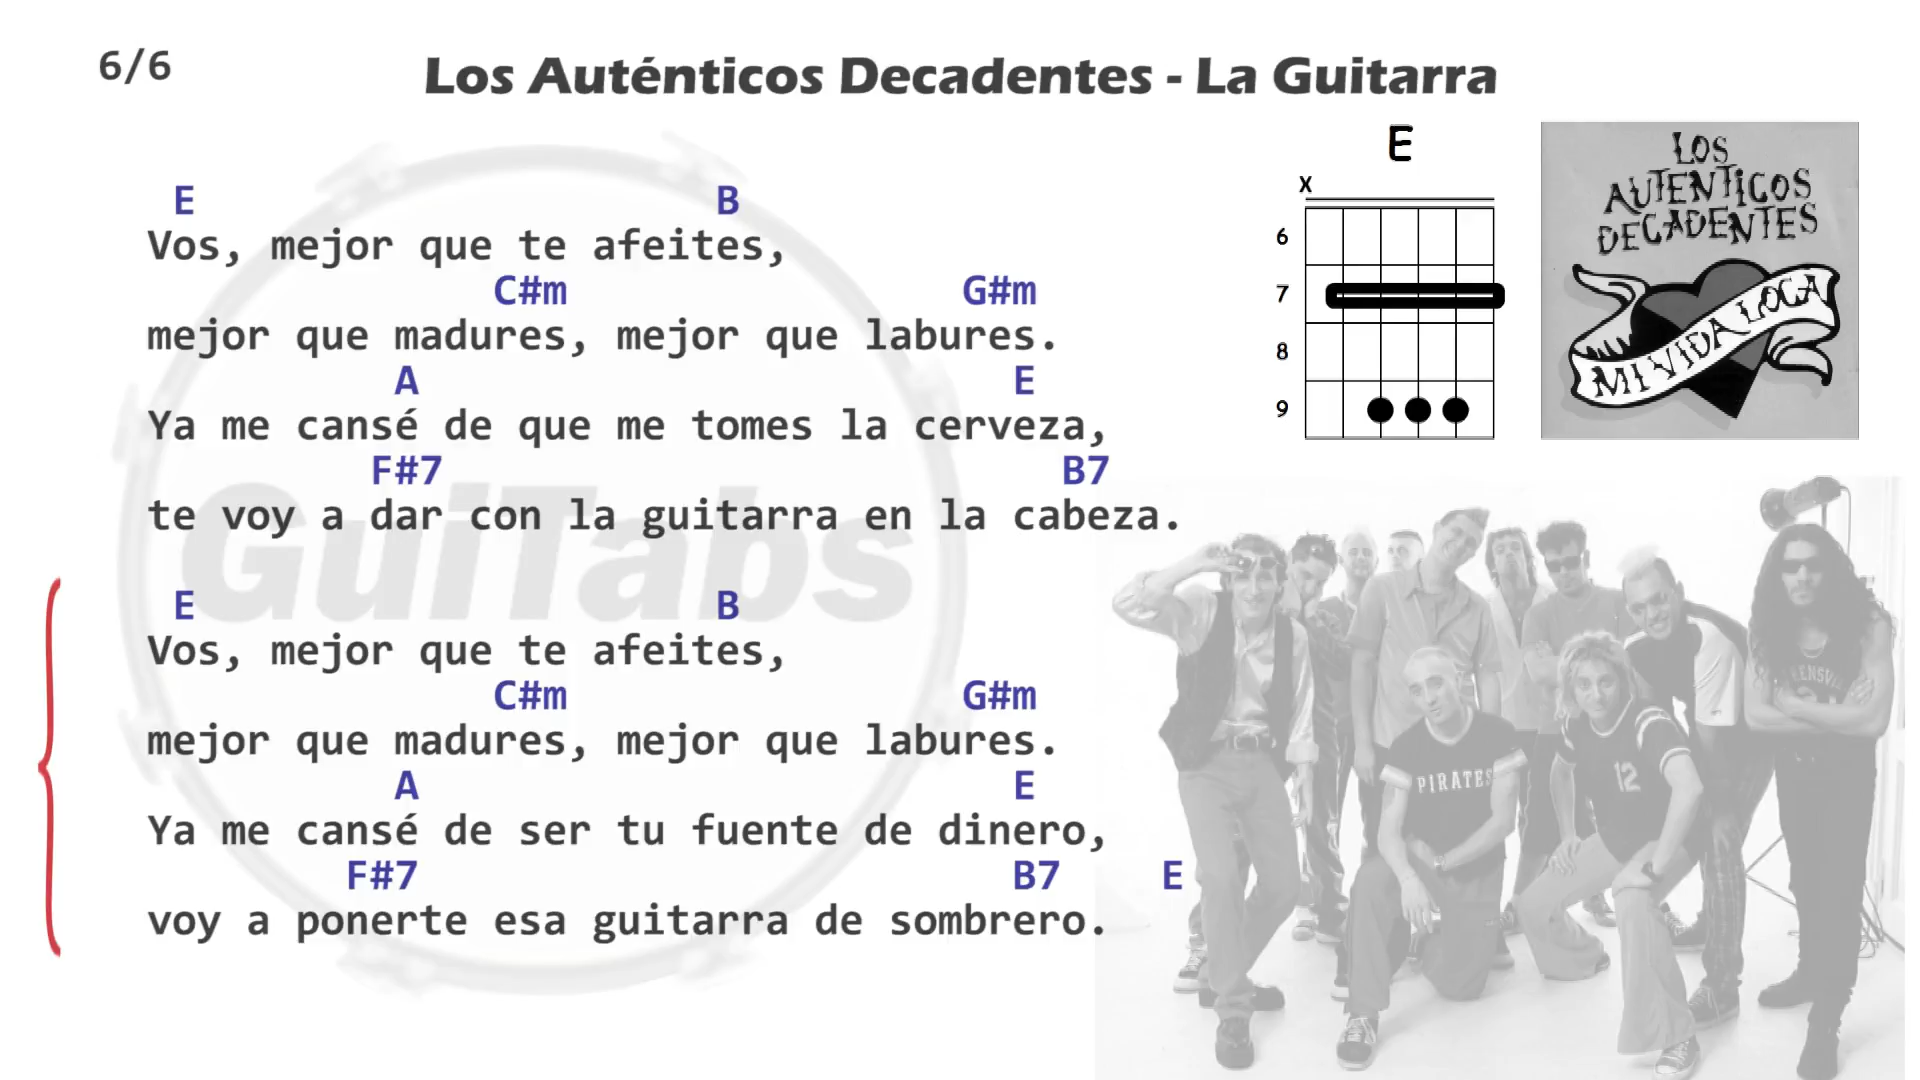 6/6
Los Auténticos Decadentes - La Guitarra
E B
Vos, mejor que te afeites,
C#m G#m
mejor que madures, mejor que labures.
A E
Ya me cansé de que me tomes la cerveza,
F#7 B7
te voy a dar con la guitarra en la cabeza.
E B
Vos, mejor que te afeites,
C#m G#m
mejor que madures, mejor que labures.
A E
Ya me cansé de ser tu fuente de dinero,
F#7 B7 E
voy a ponerte esa guitarra de sombrero.
GuiTabs
E
x
6
7
8
9
LOS
AUTENTICOS
DECADENTES
MI VIDA LOCA
PIRATES
12